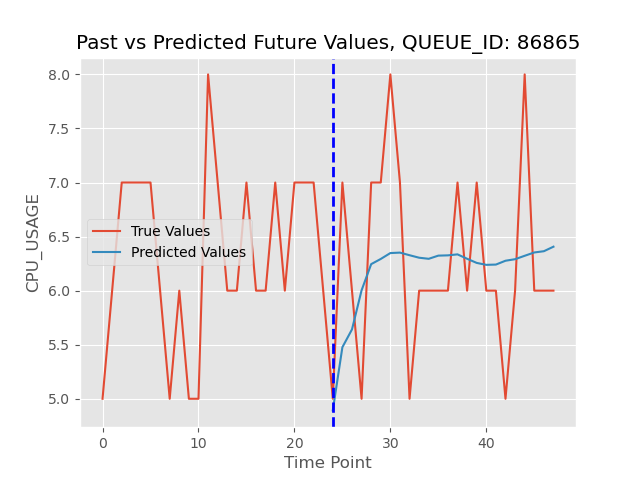 Past vs Predicted Future Values, QUEUE_ID: 86865
8.0
7.5
7.0
6.5
6.0
5.5
5.0
CPU_USAGE
True Values
Predicted Values
0
10
20
30
40
Time Point